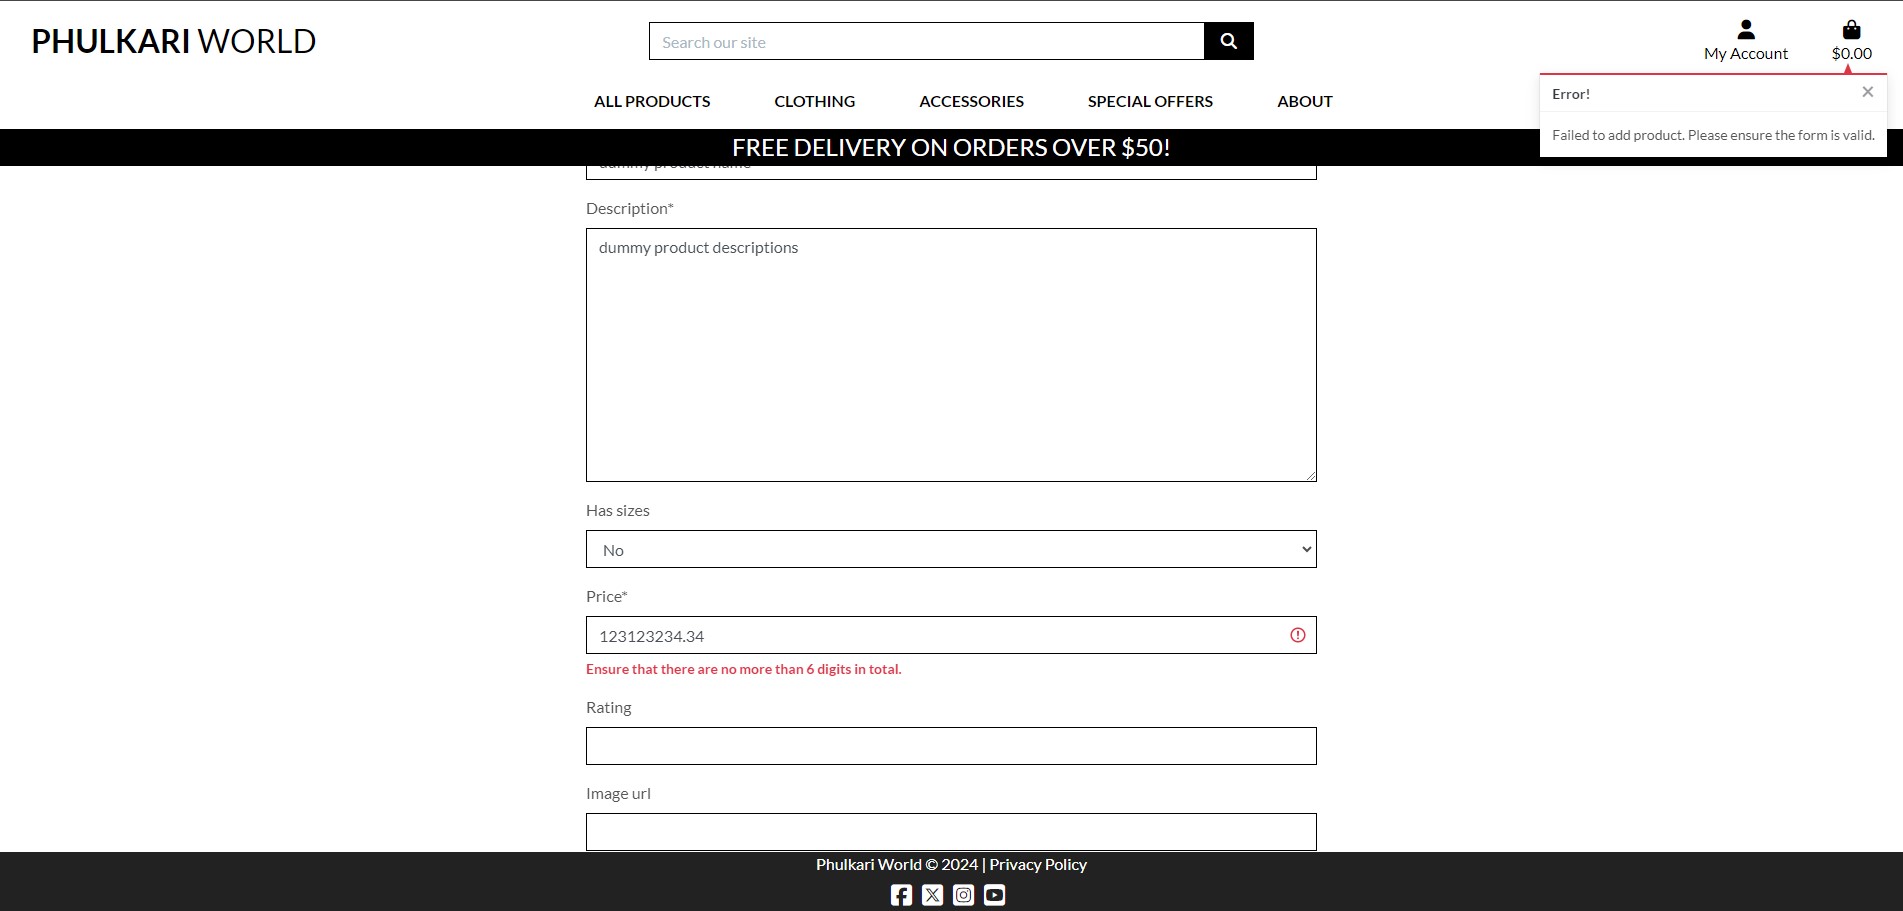 PHULKARI WORLD
Search our site
My Account
$0.00
ALL PRODUCTS
CLOTHING
ACCESSORIES
SPECIAL OFFERS
ABOUT
Error!
Failed to add product. Please ensure the form is valid.
FREE DELIVERY ON ORDERS OVER $50!
dummy product name
Description*
dummy product descriptions
Has sizes
No
Price*
123123234.34
Ensure that there are no more than 6 digits in total.
Rating
Image url
Phulkari World © 2024 | Privacy Policy